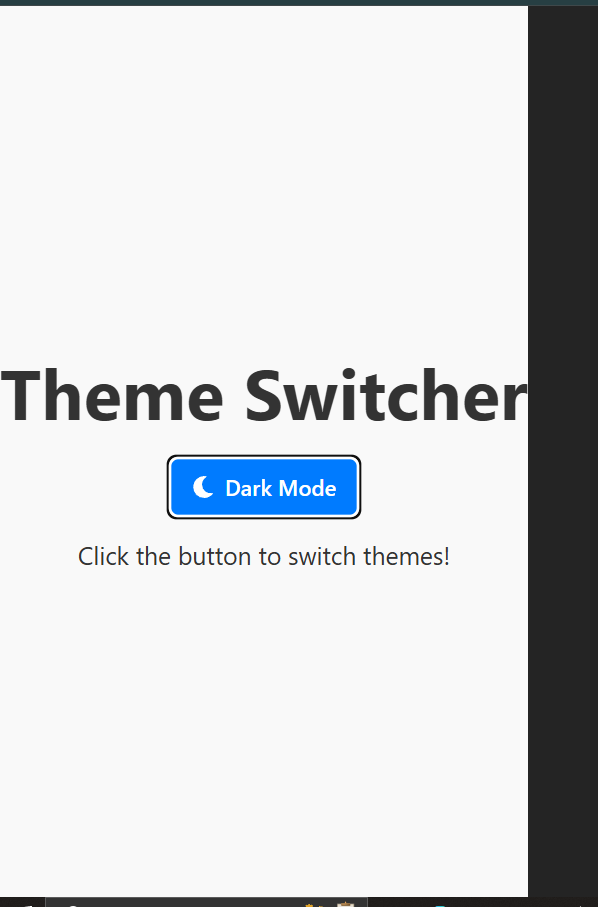 Theme Switcher
Dark Mode
Click the button to switch themes!